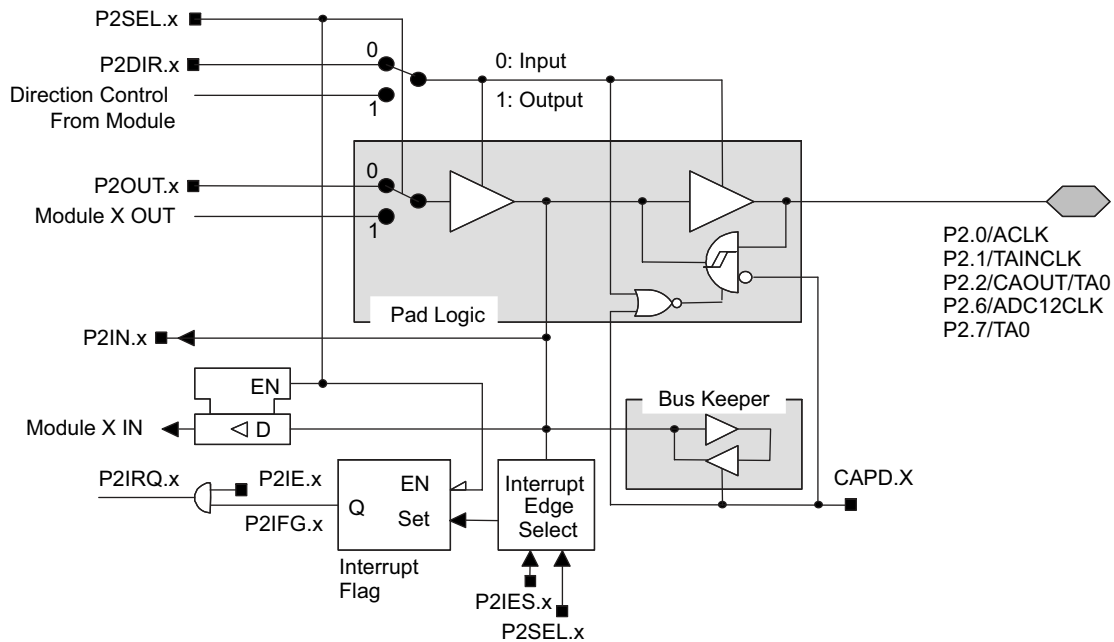 P2SEL.x
0
P2DIR.x
0: Input
Direction Control
From Module
1
1: Output
0
P2OUT.x
Module X OUT
1
P2.0/ACLK
P2.1/TAINCLK
P2.2/CAOUT/TA0
P2.6/ADC12CLK
P2.7/TA0
Pad Logic
P2IN.x
EN
Bus Keeper
Module X IN
D
CAPD.X
P2IRQ.x
P2IE.x
P2IFG.x
Q
EN
Set
Interrupt
Edge
Select
Interrupt
Flag
P2IES.x
P2SEL.x